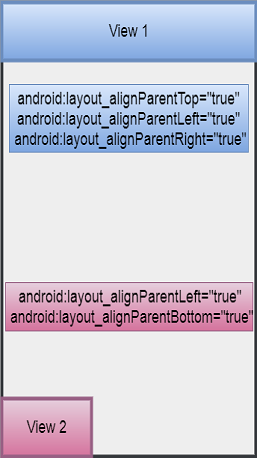 View 1
android:layout_alignParentTop="true"
android:layout_alignParentLeft="true"
android:layout_alignParentRight="true"
android:layout_alignParentLeft="true"
android:layout_alignParentBottom="true"
View 2